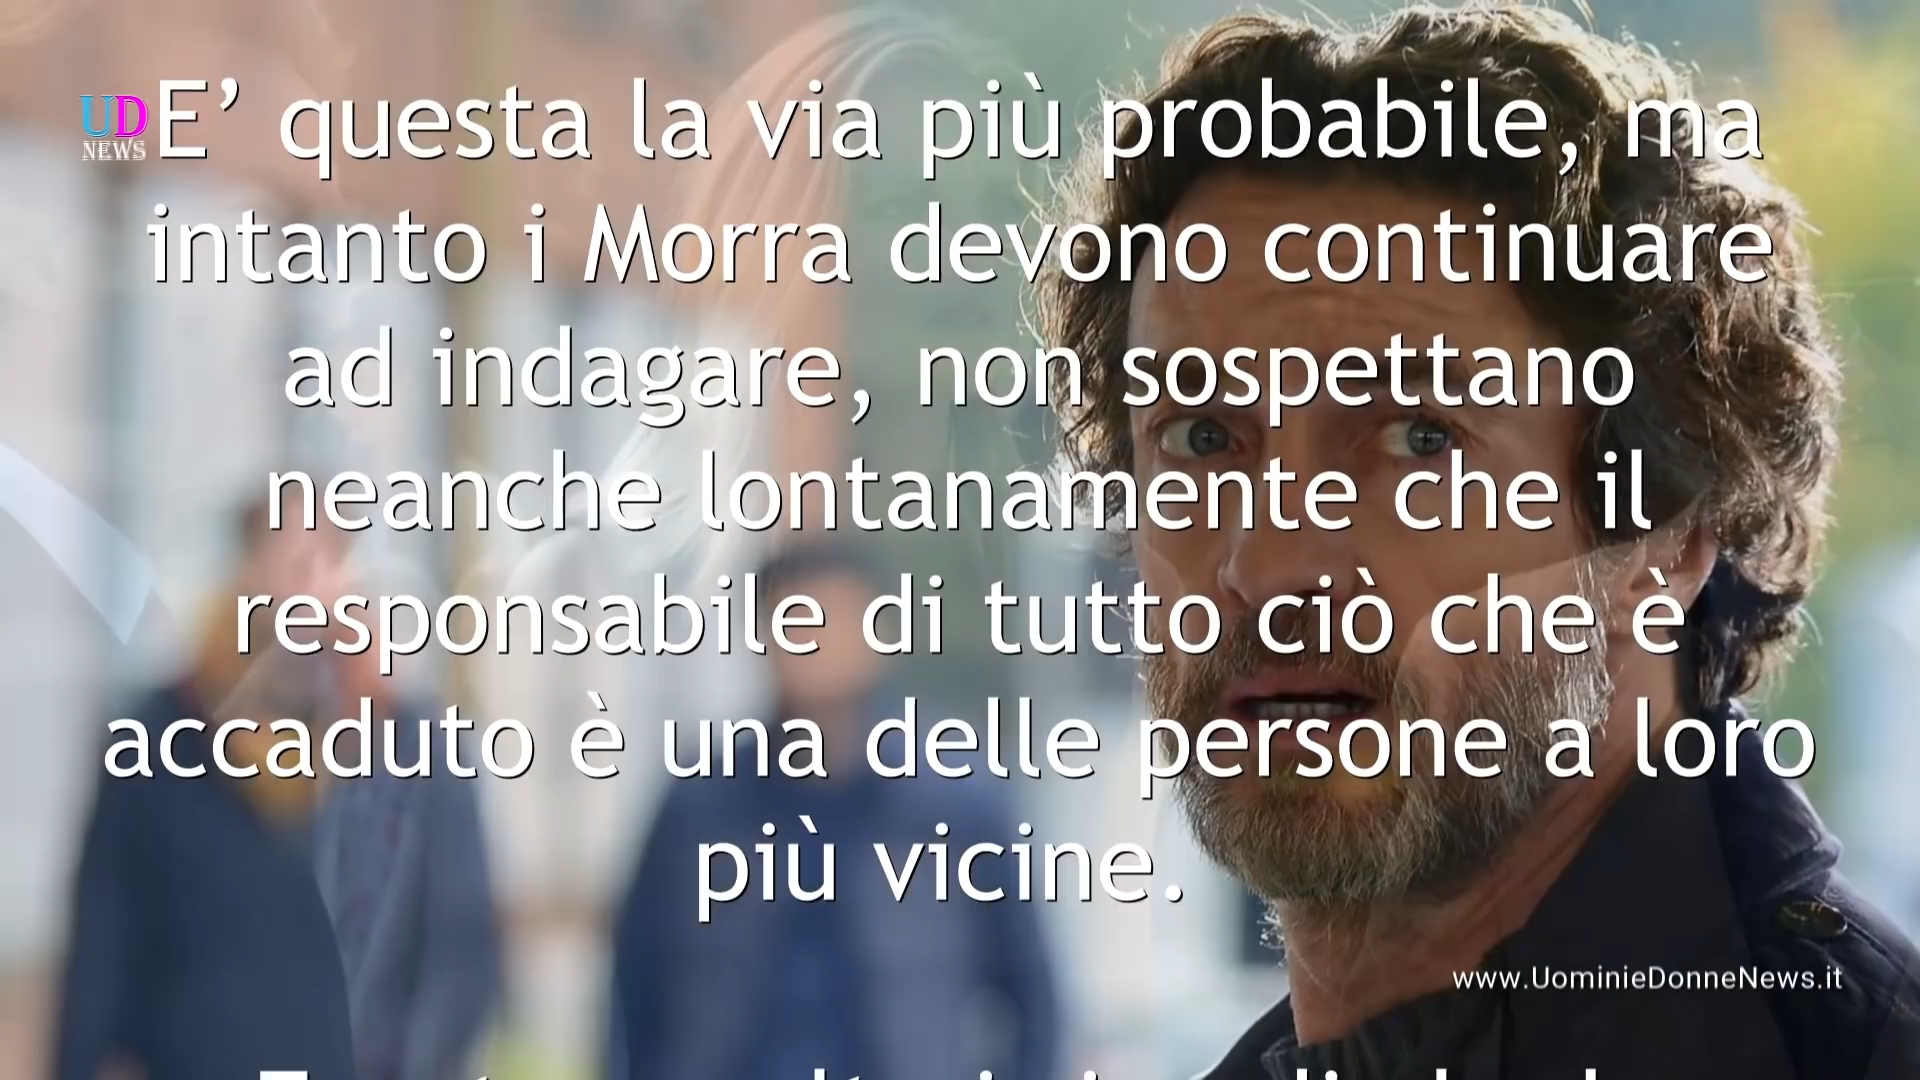 UD
NEWS
E’ questa la via più probabile, ma
intanto i Morra devono continuare
ad indagare, non sospettano
neanche lontanamente che il
responsabile di tutto ciò che è
accaduto è una delle persone a loro
più vicine.
www.UominieDonneNews.it